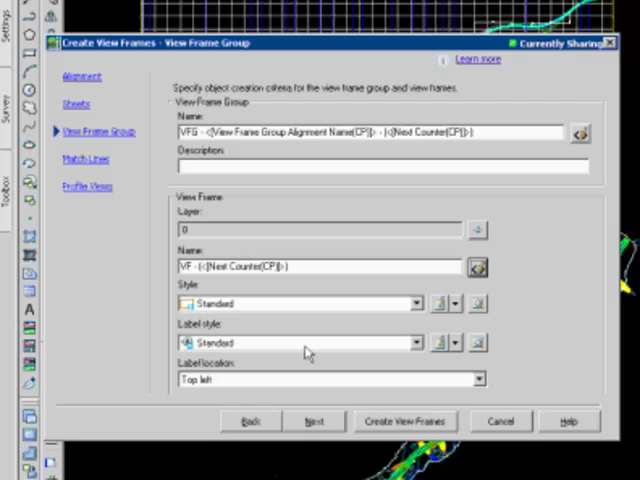 Settings
Survey
Toolbox
Create View Frames - View Frame Group
Currently Sharing
Learn more
Alignment
Sheets
View Frame Group
Match Lines
Profile Views
Specify object creation criteria for the view frame group and view frames.
View Frame Group
Name:
VFG - <[View Frame Group Alignment Name(CP)]> - (<[Next Counter(CP)]>)
Description:
View Frame
Layer:
0
Name:
VF - (<[Next Counter(CP)]>)
Style:
Standard
Label style:
Standard
Label location:
Top left
Back
Next
Create View Frames
Cancel
Help